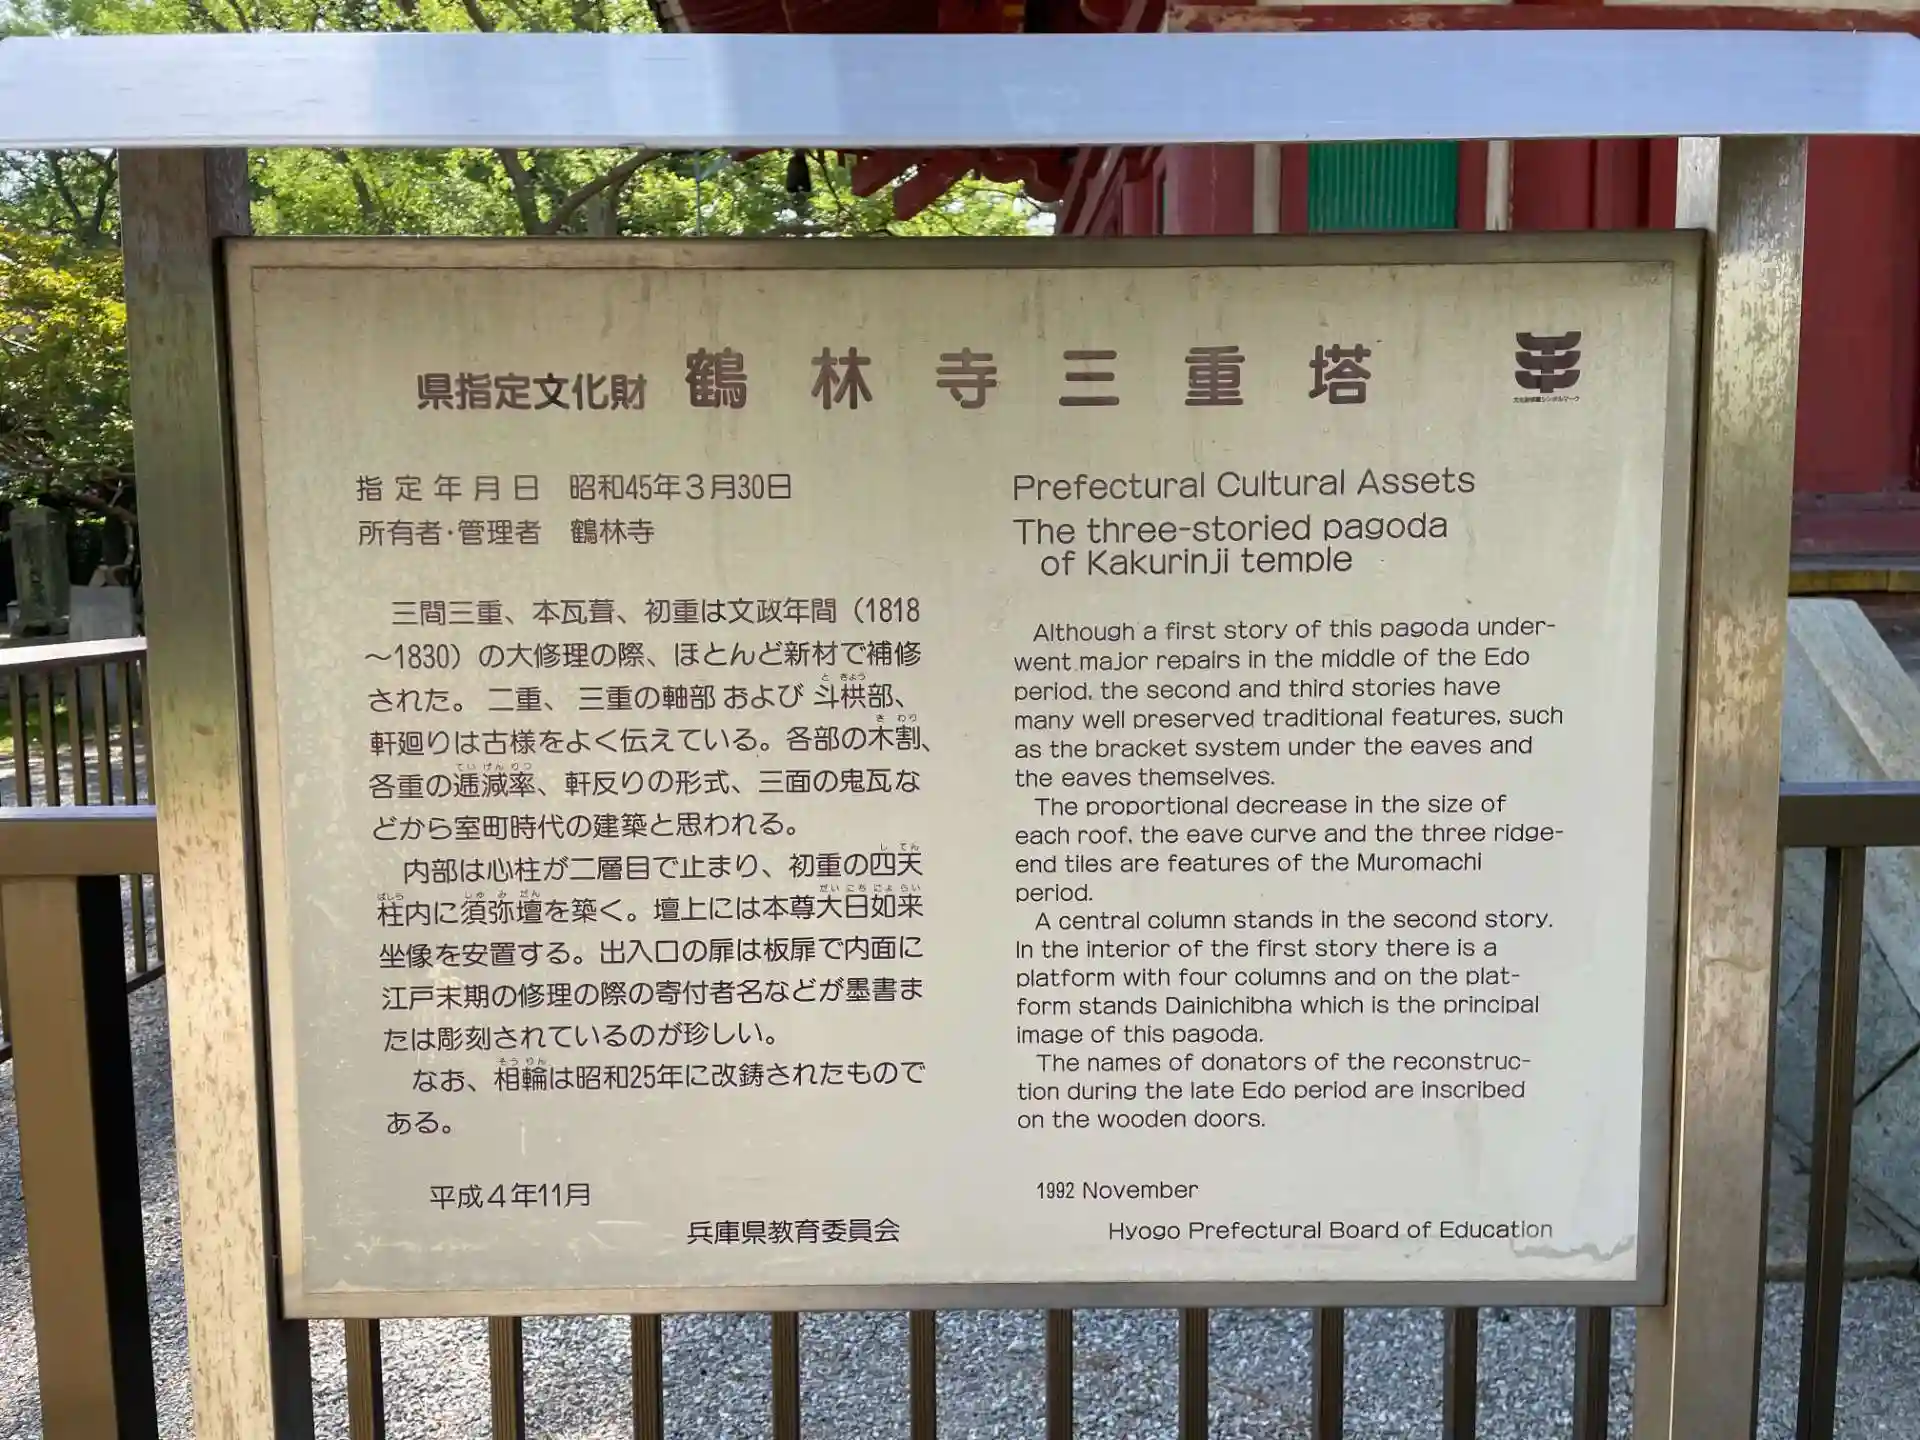 県指定文化財 鶴林寺三重塔
文化財愛護シンボルマーク
指定年月日 昭和45年3月30日
所有者・管理者 鶴林寺
三間三重、本瓦葺、初重は文政年間（1818
～1830）の大修理の際、ほとんど新材で補修
された。二重、三重の軸部および斗栱部、
軒廻りは古様をよく伝えている。各部の木割、
各重の逓減率、軒反りの形式、三面の鬼瓦な
どから室町時代の建築と思われる。
内部は心柱が二層目で止まり、初重の四天
柱内に須弥壇を築く。壇上には本尊大日如来
坐像を安置する。出入口の扉は板扉で内面に
江戸末期の修理の際の寄付者名などが墨書ま
たは彫刻されているのが珍しい。
なお、相輪は昭和25年に改鋳されたもので
ある。
平成4年11月
兵庫県教育委員会
Prefectural Cultural Assets
The three-storied pagoda
of Kakurinji temple
Although a first story of this pagoda under-
went major repairs in the middle of the Edo
period, the second and third stories have
many well preserved traditional features, such
as the bracket system under the eaves and
the eaves themselves.
The proportional decrease in the size of
each roof, the eave curve and the three ridge-
end tiles are features of the Muromachi
period.
A central column stands in the second story.
In the interior of the first story there is a
platform with four columns and on the plat-
form stands Dainichibha which is the principal
image of this pagoda.
The names of donators of the reconstruc-
tion during the late Edo period are inscribed
on the wooden doors.
1992 November
Hyogo Prefectural Board of Education